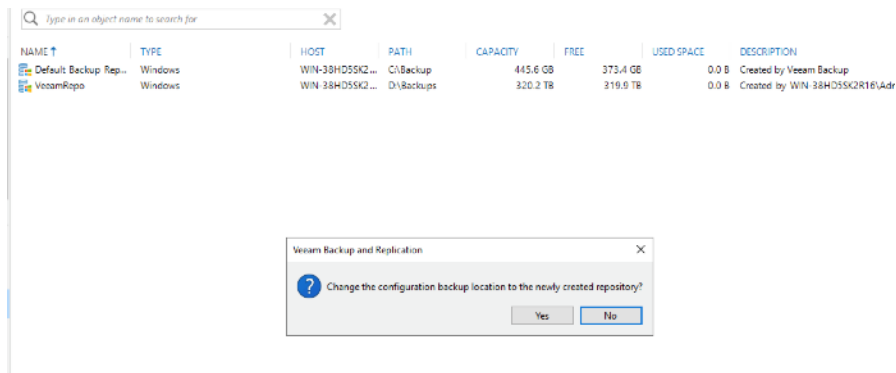 Type in an object name to search for
NAME TYPE HOST PATH CAPACITY FREE USED SPACE DESCRIPTION
Default Backup Rep... Windows WIN-38HD5SK2... C:\Backup 445.6 GB 373.4 GB 0.0 B Created by Veeam Backup
VeeamRepo Windows WIN-38HD5SK2... D:\Backups 320.2 TB 319.9 TB 0.0 B Created by WIN-38HD5SK2R16\Adr
Veeam Backup and Replication
Change the configuration backup location to the newly created repository?
Yes No